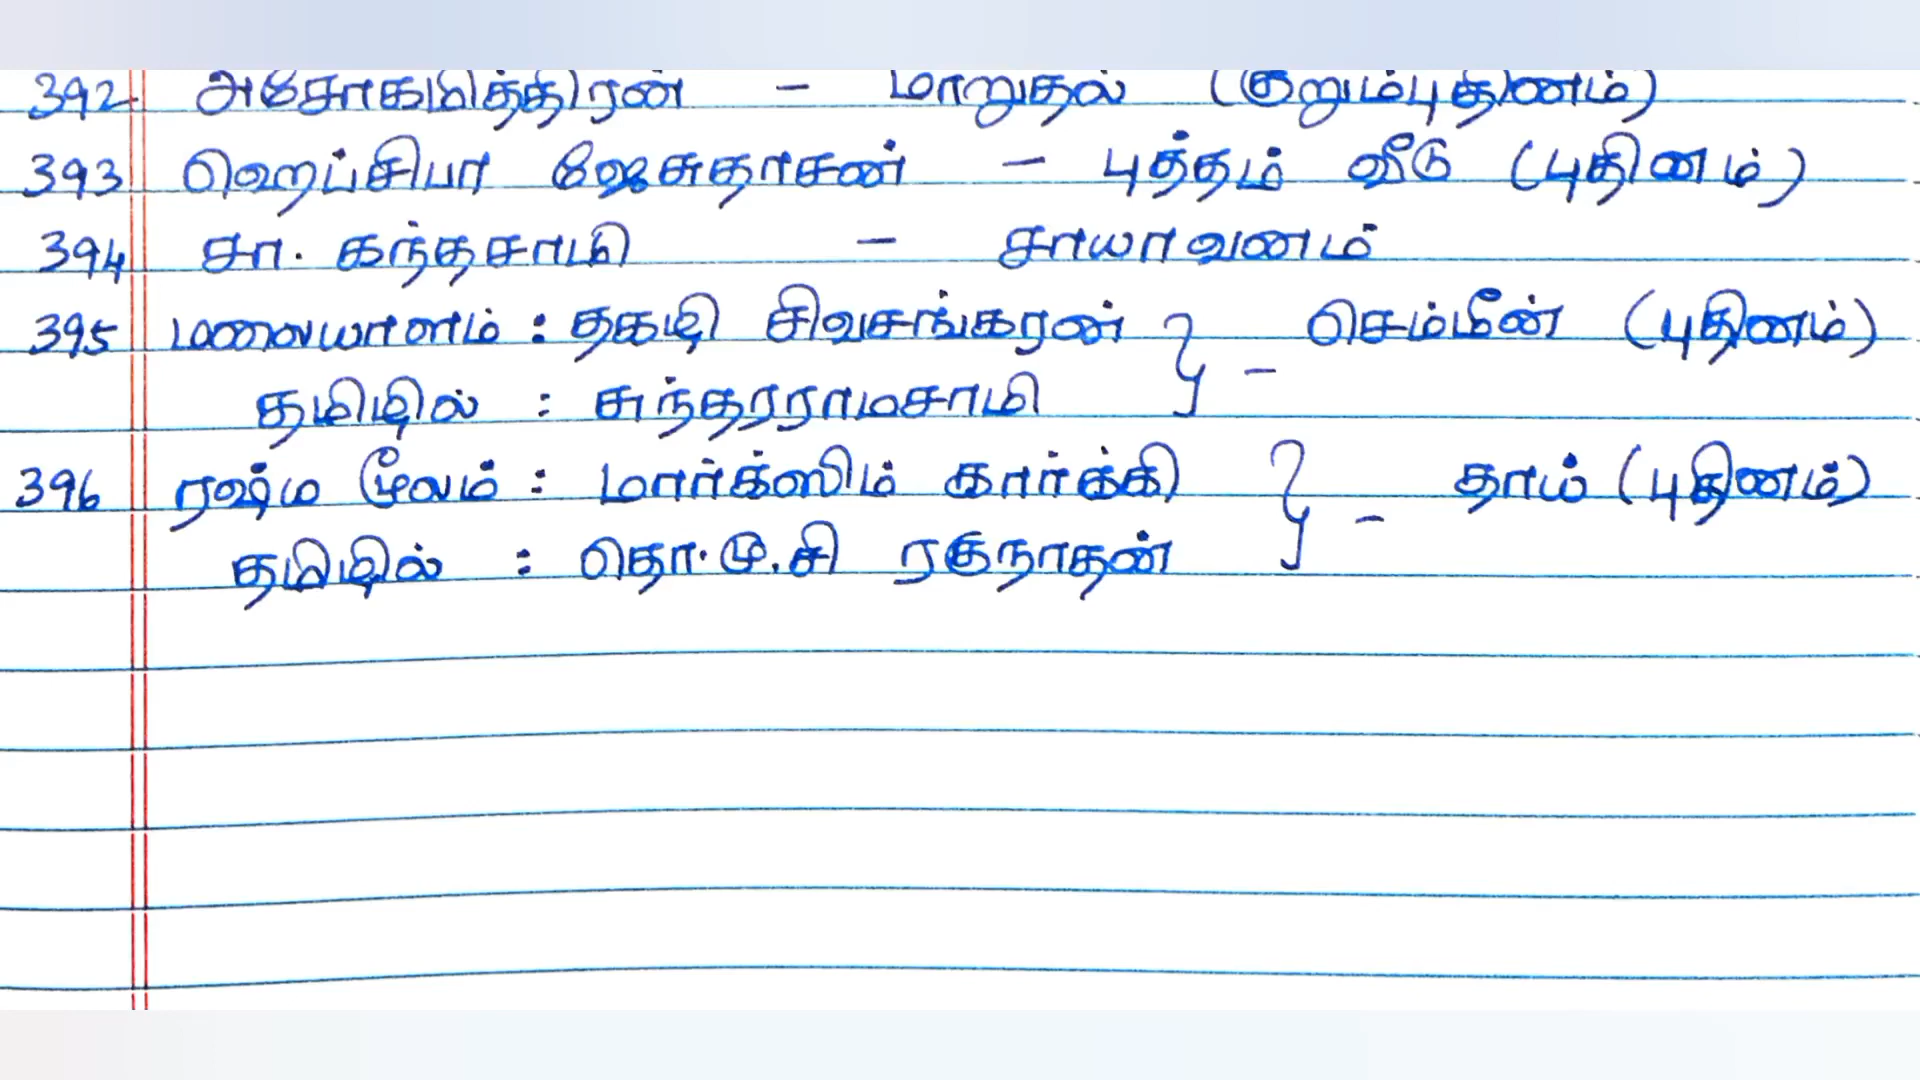 392 அசோகமித்திரன் - மாறுதல் (குறும்புதினம்)
393 ஹெப்சிபா ஜேசுதாசன் - புத்தம் வீடு (புதினம்)
394 சா. கந்தசாமி - சாயாவனம்
395 மலையாளம் : தகழி சிவசங்கரன் } - செம்மீன் (புதினம்)
தமிழில் : சுந்தரராமசாமி
396 ரஷ்ய மூலம் : மார்க்ஸிம் கார்க்கி } - தாய் (புதினம்)
தமிழில் : தொ.மு.சி ரகுநாதன்